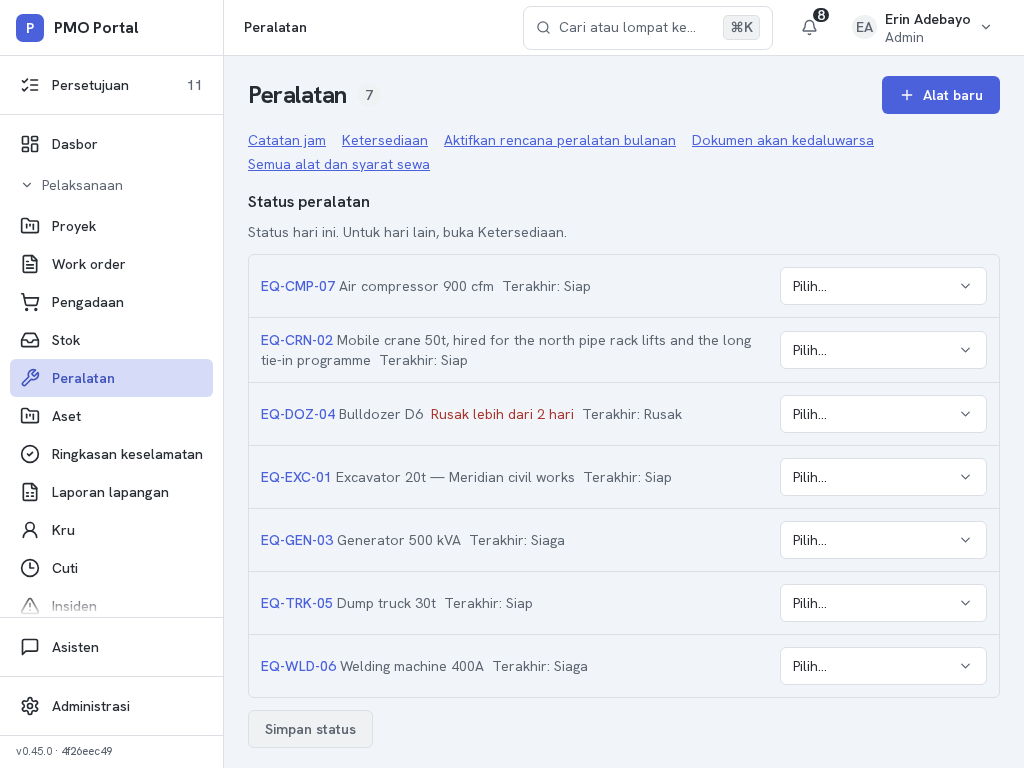 P PMO Portal
Persetujuan 11
Dasbor
Pelaksanaan
Proyek
Work order
Pengadaan
Stok
Peralatan
Aset
Ringkasan keselamatan
Laporan lapangan
Kru
Cuti
Insiden
Asisten
Administrasi
v0.45.0 · 4f26eec49
Peralatan
Cari atau lompat ke... ⌘K
8
EA
Erin Adebayo
Admin
Peralatan 7
Alat baru
Catatan jam Ketersediaan Aktifkan rencana peralatan bulanan Dokumen akan kedaluwarsa
Semua alat dan syarat sewa
Status peralatan
Status hari ini. Untuk hari lain, buka Ketersediaan.
EQ-CMP-07 Air compressor 900 cfm Terakhir: Siap Pilih...
EQ-CRN-02 Mobile crane 50t, hired for the north pipe rack lifts and the long
tie-in programme Terakhir: Siap
Pilih...
EQ-DOZ-04 Bulldozer D6 Rusak lebih dari 2 hari Terakhir: Rusak Pilih...
EQ-EXC-01 Excavator 20t — Meridian civil works Terakhir: Siap Pilih...
EQ-GEN-03 Generator 500 kVA Terakhir: Siaga Pilih...
EQ-TRK-05 Dump truck 30t Terakhir: Siap Pilih...
EQ-WLD-06 Welding machine 400A Terakhir: Siaga Pilih...
Simpan status